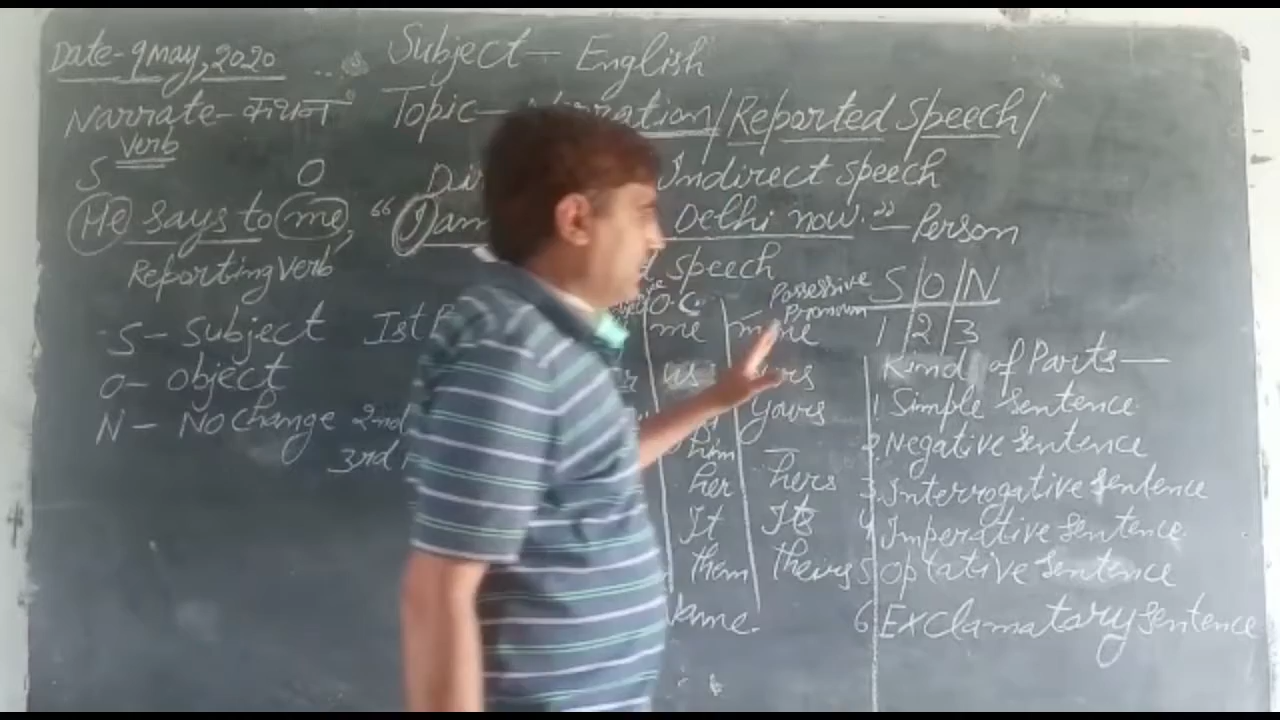 Date-9 may, 2020
Subject - English
Narrate - कथन
Topic - Narration/Reported Speech/
Verb
S O
Indirect speech
He says to me, "I am Delhi now." - Person
Reporting Verb
speech
Possessive Pronoun
S|O|N
1|2|3
S - Subject Ist
O.C.
me mine
O - Object
us
Kind of Parts -
N - No change 2nd
yours
1 Simple sentence
3rd
him -
2 Negative sentence
her hers
3 Interrogative sentence
It Its
4 Imperative sentence
them theirs
5 Optative sentence
Name.
6 Exclamatory sentence